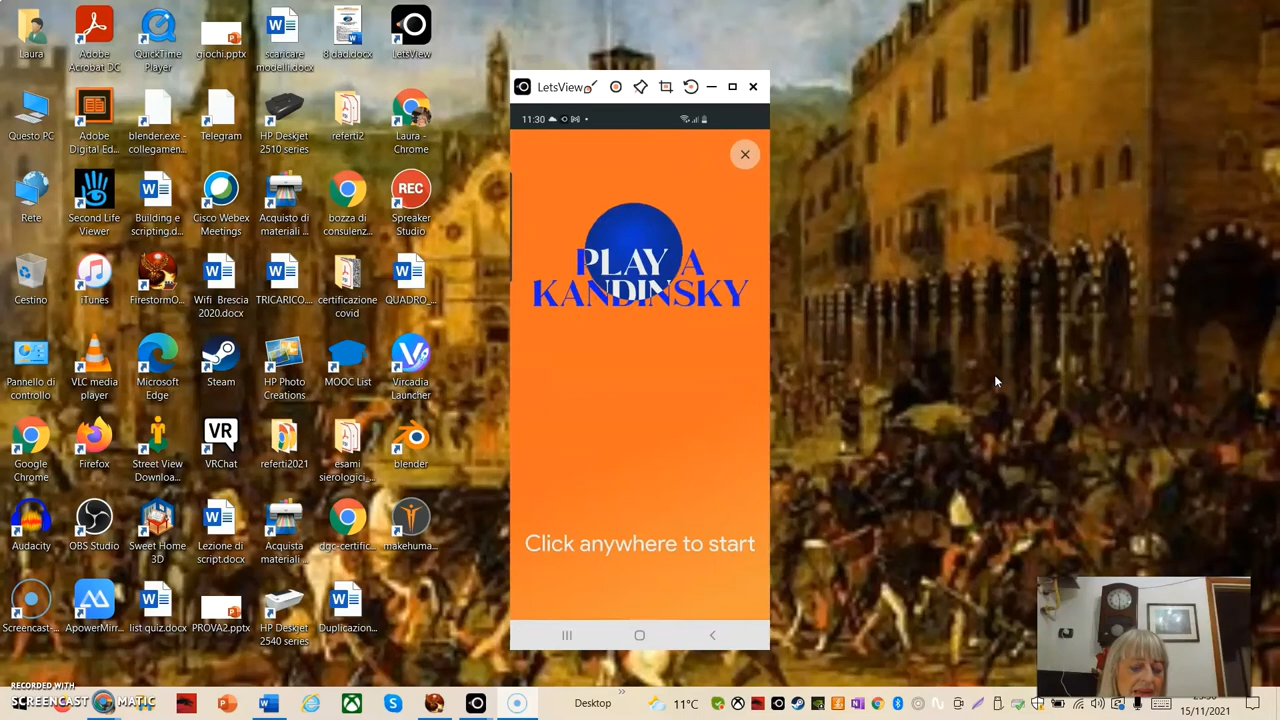 Laura
Adobe
Acrobat DC
QuickTime
Player
giochi.pptx
scaricare
modelli.docx
8 dad.docx
LetsView
Questo PC
Adobe
Digital Ed...
blender.exe -
collegamen...
Telegram
HP Deskjet
2510 series
referti2
Laura -
Chrome
Rete
Second Life
Viewer
Building e
scripting.d...
Cisco Webex
Meetings
Acquisto di
materiali ...
bozza di
consulenz...
REC
Spreaker
Studio
Cestino
iTunes
FirestormO...
Wifi Brescia
2020.docx
TRICARICO....
certificazione
covid
QUADRO_...
Pannello di
controllo
VLC media
player
Microsoft
Edge
Steam
HP Photo
Creations
MOOC List
Vircadia
Launcher
Google
Chrome
Firefox
Street View
Downloa...
VR
VRChat
referti2021
esami
sierologici_...
blender
Audacity
OBS Studio
Sweet Home
3D
Lezione di
script.docx
Acquista
materiali ...
dgc-certific...
makehuma...
Screencast-...
ApowerMirr...
list quiz.docx
PROVA2.pptx
HP Deskjet
2540 series
Duplicazion...
LetsView
11:30
PLAY A
KANDINSKY
Click anywhere to start
RECORDED WITH
SCREENCAST MATIC
Desktop
11°C
15/11/2021